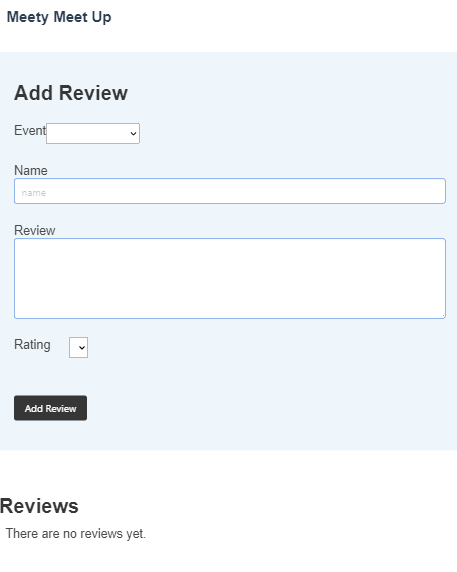 Meety Meet Up
Add Review
Event
Name
name
Review
Rating
Add Review
Reviews
There are no reviews yet.